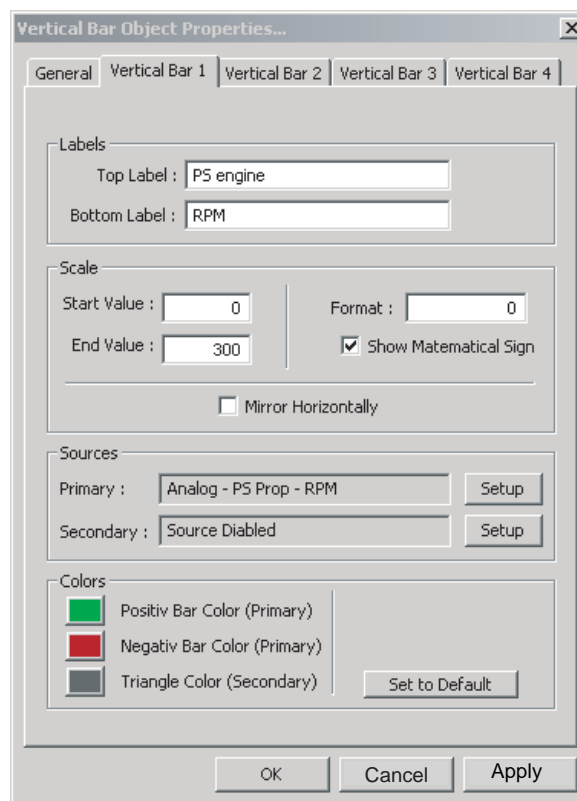 Vertical Bar Object Properties...
General
Vertical Bar 1
Vertical Bar 2
Vertical Bar 3
Vertical Bar 4
Labels
Top Label : PS engine
Bottom Label : RPM
Scale
Start Value : 0
Format : 0
End Value : 300
Show Matematical Sign
Mirror Horizontally
Sources
Primary : Analog - PS Prop - RPM Setup
Secondary : Source Diabled Setup
Colors
Positiv Bar Color (Primary)
Negativ Bar Color (Primary)
Triangle Color (Secondary)
Set to Default
OK
Cancel
Apply